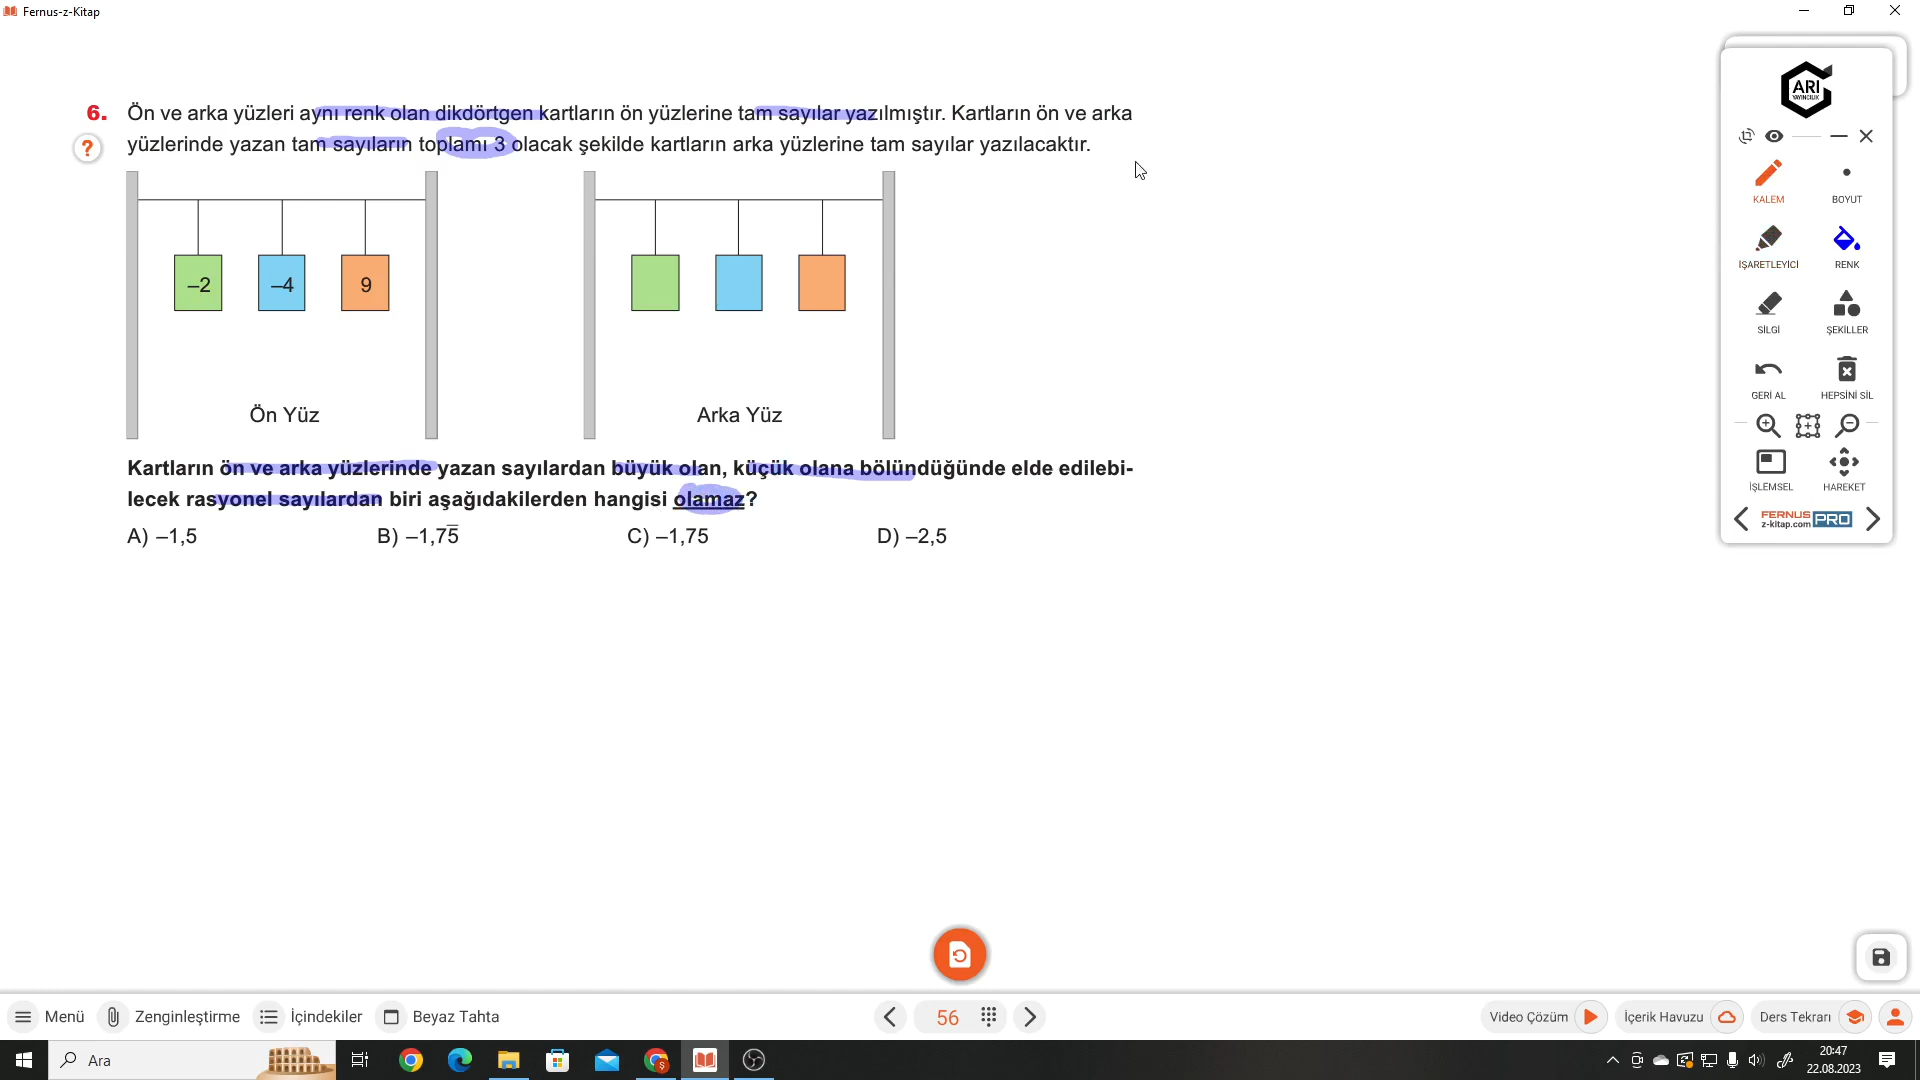 Fernus-z-Kitap
6. Ön ve arka yüzleri aynı renk olan dikdörtgen kartların ön yüzlerine tam sayılar yazılmıştır. Kartların ön ve arka
? yüzlerinde yazan tam sayıların toplamı 3 olacak şekilde kartların arka yüzlerine tam sayılar yazılacaktır.
–2 –4 9
Ön Yüz
Arka Yüz
Kartların ön ve arka yüzlerinde yazan sayılardan büyük olan, küçük olana bölündüğünde elde edilebi-
lecek rasyonel sayılardan biri aşağıdakilerden hangisi olamaz?
A) –1,5 B) –1,75̅ C) –1,75 D) –2,5
ARI
YAYINCILIK
KALEM BOYUT
İŞARETLEYİCİ RENK
SİLGİ ŞEKİLLER
GERİ AL HEPSİNİ SİL
İŞLEMSEL HAREKET
FERNUS
z-kitap.com PRO
Menü Zenginleştirme İçindekiler Beyaz Tahta 56 Video Çözüm İçerik Havuzu Ders Tekrarı
Ara
20:47
22.08.2023